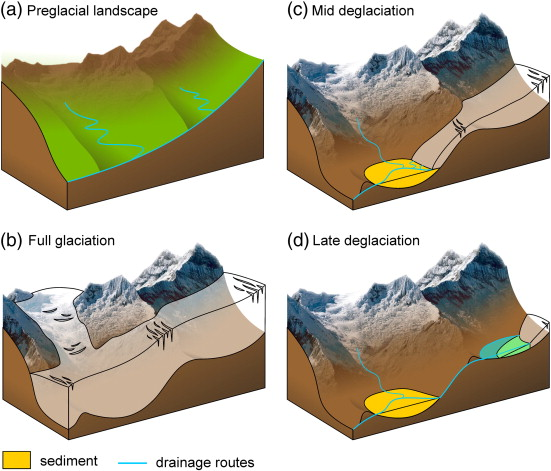 (a) Preglacial landscape
(c) Mid deglaciation
(b) Full glaciation
(d) Late deglaciation
sediment
drainage routes